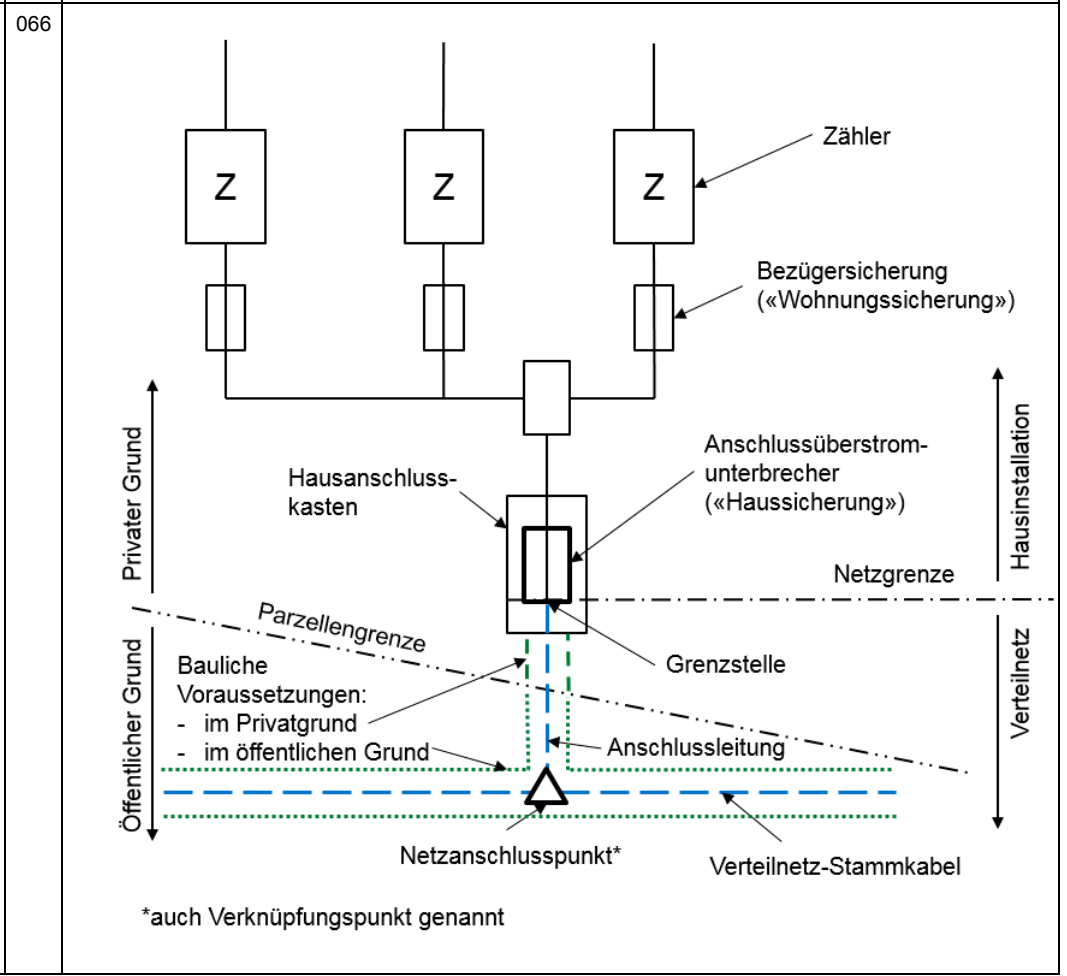 066
Z
Z
Z
Zähler
Bezügersicherung
(«Wohnungssicherung»)
Privater Grund
Hausanschluss-
kasten
Anschlussüberstrom-
unterbrecher
(«Haussicherung»)
Hausinstallation
Netzgrenze
Parzellengrenze
Öffentlicher Grund
Bauliche
Voraussetzungen:
- im Privatgrund
- im öffentlichen Grund
Grenzstelle
Anschlussleitung
Verteilnetz
Netzanschlusspunkt*
Verteilnetz-Stammkabel
*auch Verknüpfungspunkt genannt